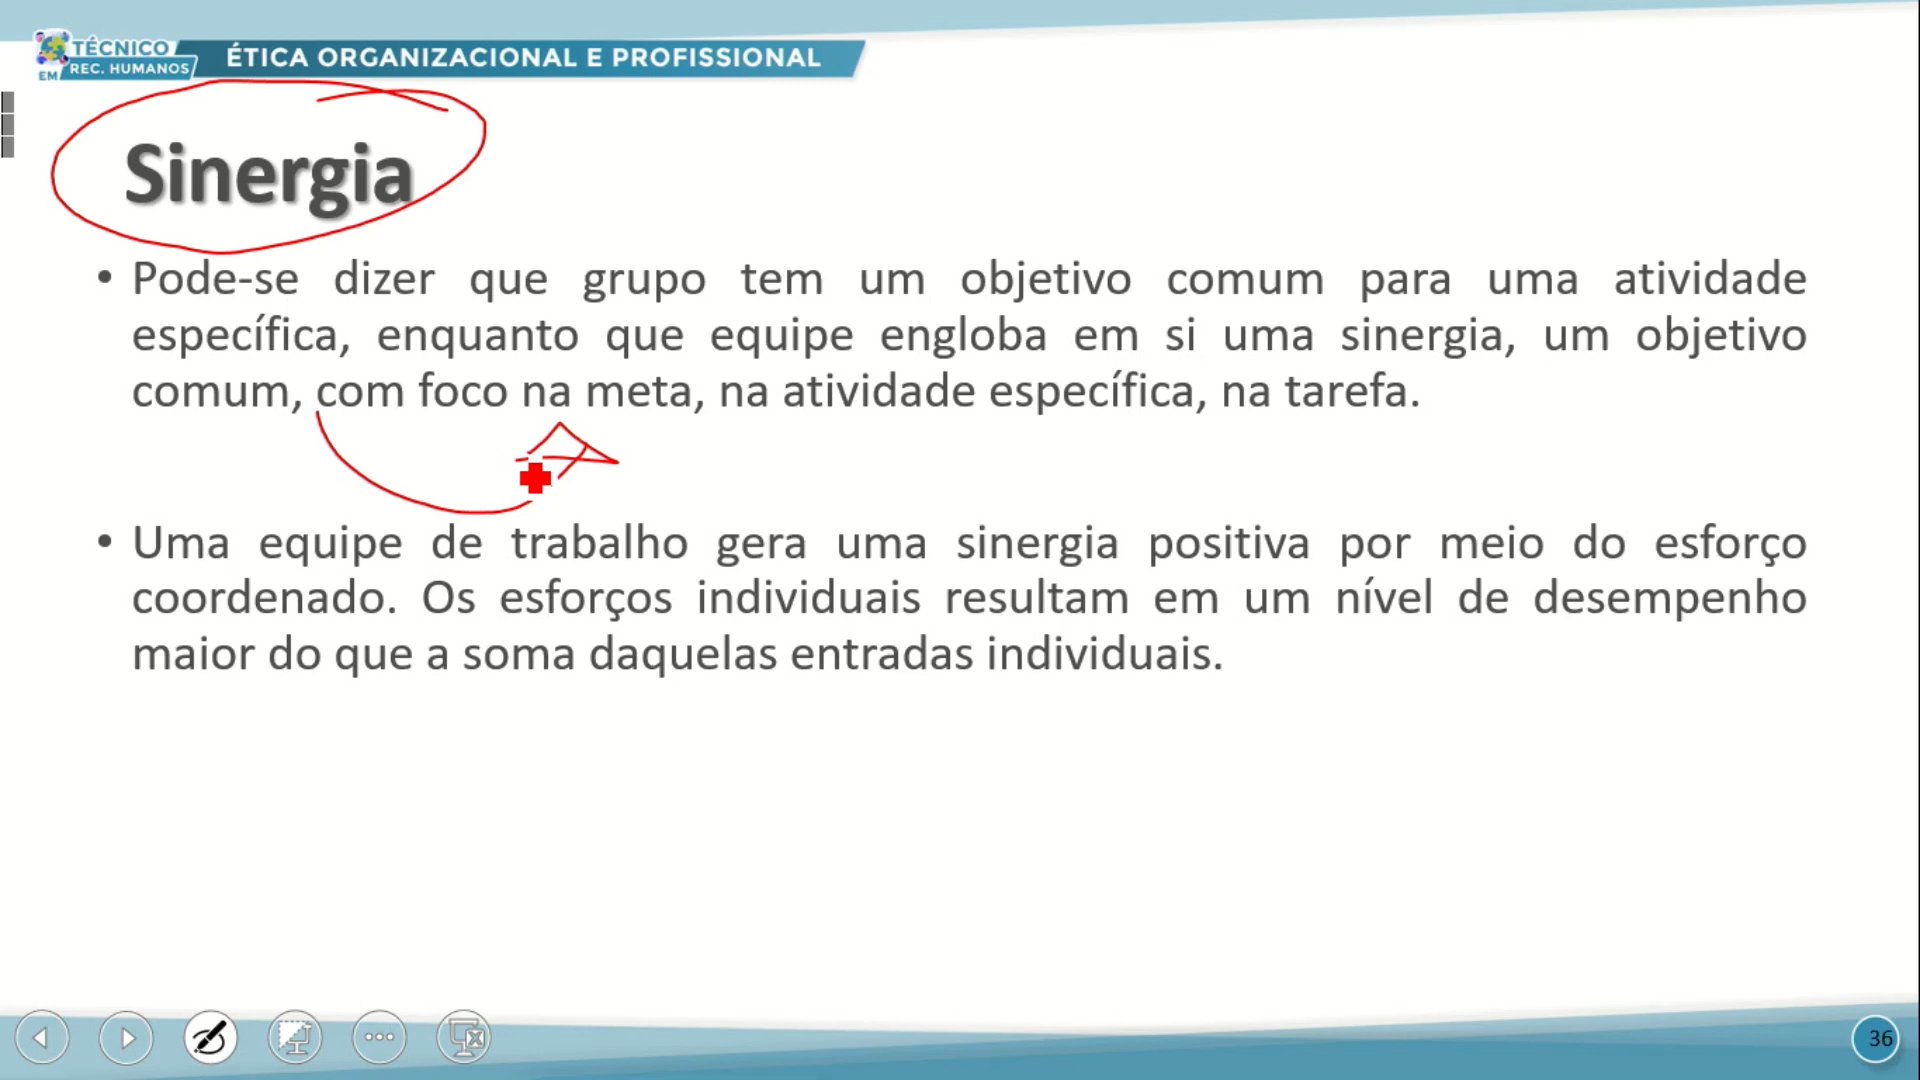 TÉCNICO
EM REC. HUMANOS
ÉTICA ORGANIZACIONAL E PROFISSIONAL
Sinergia
• Pode-se dizer que grupo tem um objetivo comum para uma atividade
específica, enquanto que equipe engloba em si uma sinergia, um objetivo
comum, com foco na meta, na atividade específica, na tarefa.
• Uma equipe de trabalho gera uma sinergia positiva por meio do esforço
coordenado. Os esforços individuais resultam em um nível de desempenho
maior do que a soma daquelas entradas individuais.
36